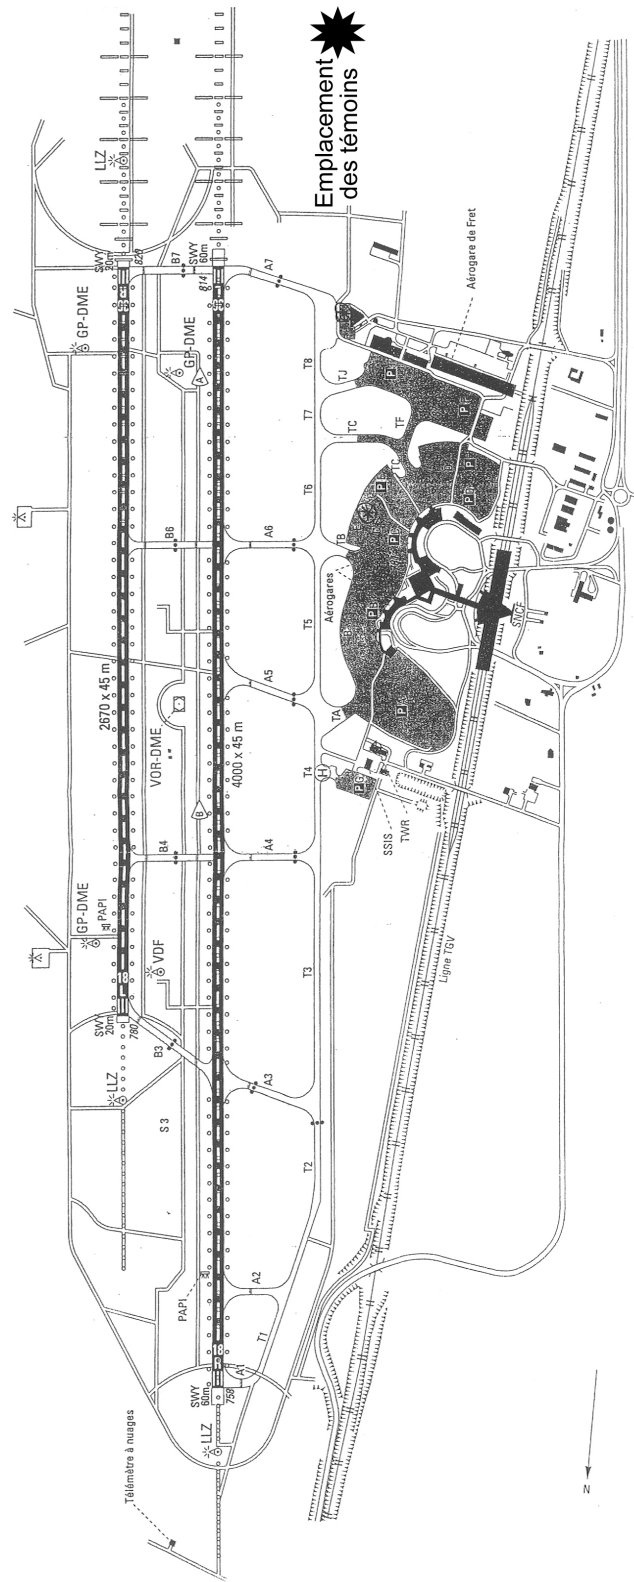 Emplacement
des témoins
LLZ
SWY
20m
820
SWY
60m
814
B7
A7
GP-DME
GP-DME
A
Aérogare de Fret
T8
TJ
T7
TC
TF
TC
T6
B6
A6
TB
Aérogares
T5
2670 x 45 m
VOR-DME
4000 x 45 m
A5
TA
SNCF
T4
H
B
B4
A4
SSIS
TWR
GP-DME
PAPI
VDF
Ligne TGV
T3
SWY
20m
780
B3
A3
LLZ
S 3
T2
PAPI
A2
T1
A1
SWY
60m
758
LLZ
Télémètre à nuages
N